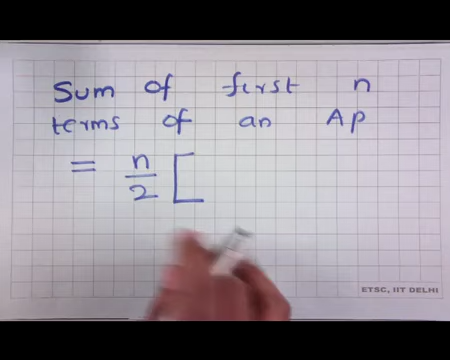 Sum of first n
terms of an AP
= n/2 [
ETSC, IIT DELHI